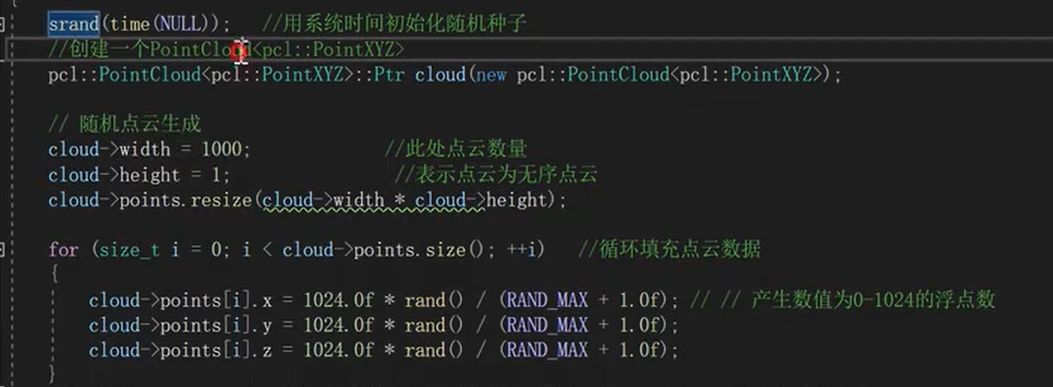 {
srand(time(NULL)); //用系统时间初始化随机种子
//创建一个PointCloud<pcl::PointXYZ>
pcl::PointCloud<pcl::PointXYZ>::Ptr cloud(new pcl::PointCloud<pcl::PointXYZ>);
// 随机点云生成
cloud->width = 1000; //此处点云数量
cloud->height = 1; //表示点云为无序点云
cloud->points.resize(cloud->width * cloud->height);
for (size_t i = 0; i < cloud->points.size(); ++i) //循环填充点云数据
{
cloud->points[i].x = 1024.0f * rand() / (RAND_MAX + 1.0f); // // 产生数值为0-1024的浮点数
cloud->points[i].y = 1024.0f * rand() / (RAND_MAX + 1.0f);
cloud->points[i].z = 1024.0f * rand() / (RAND_MAX + 1.0f);
}